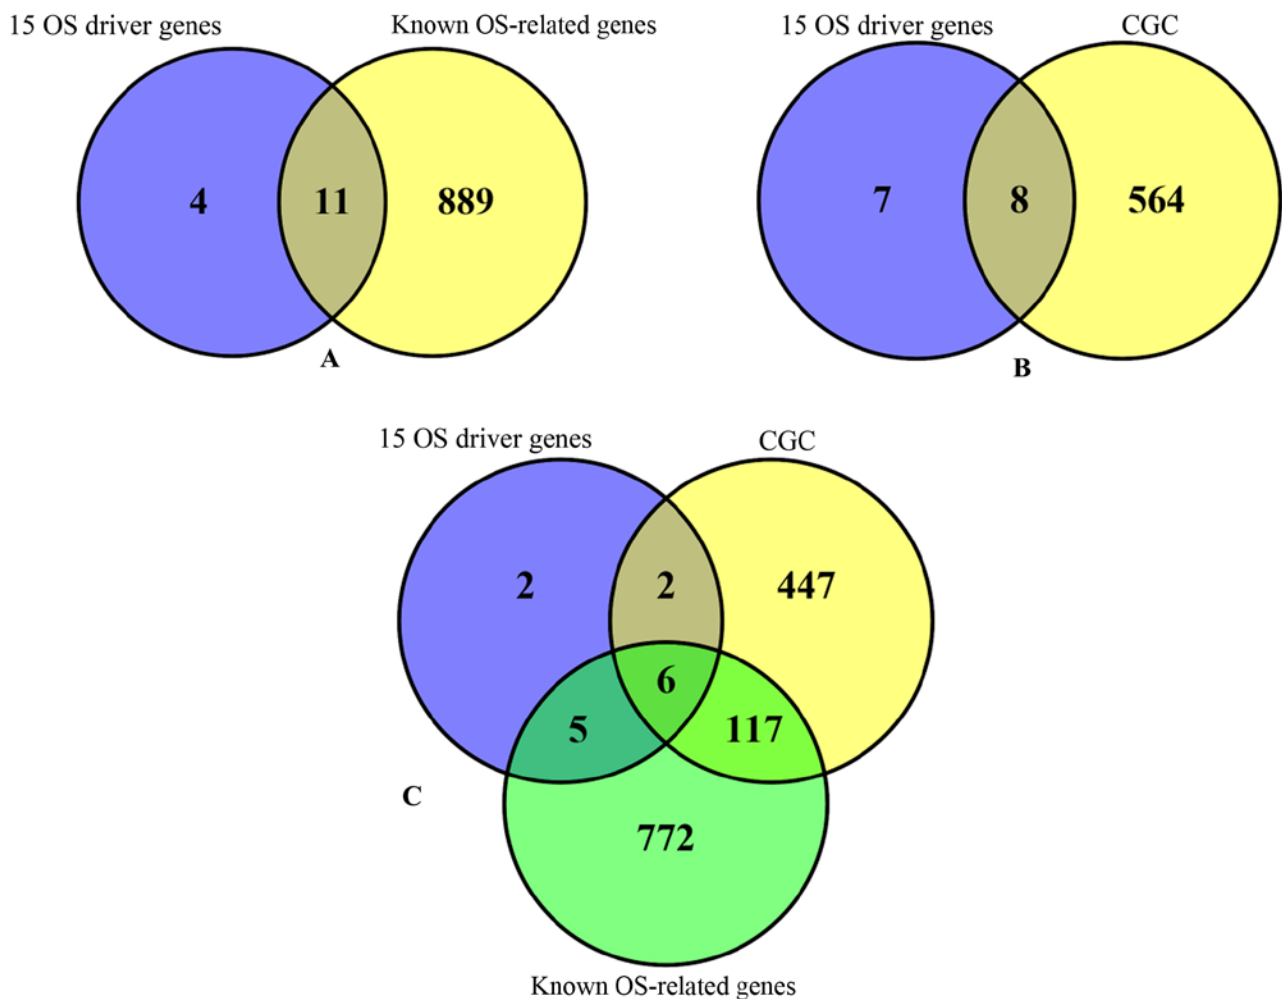 15 OS driver genes
Known OS-related genes
4
11
889
A
15 OS driver genes
CGC
7
8
564
B
15 OS driver genes
CGC
2
2
447
6
5
117
C
772
Known OS-related genes